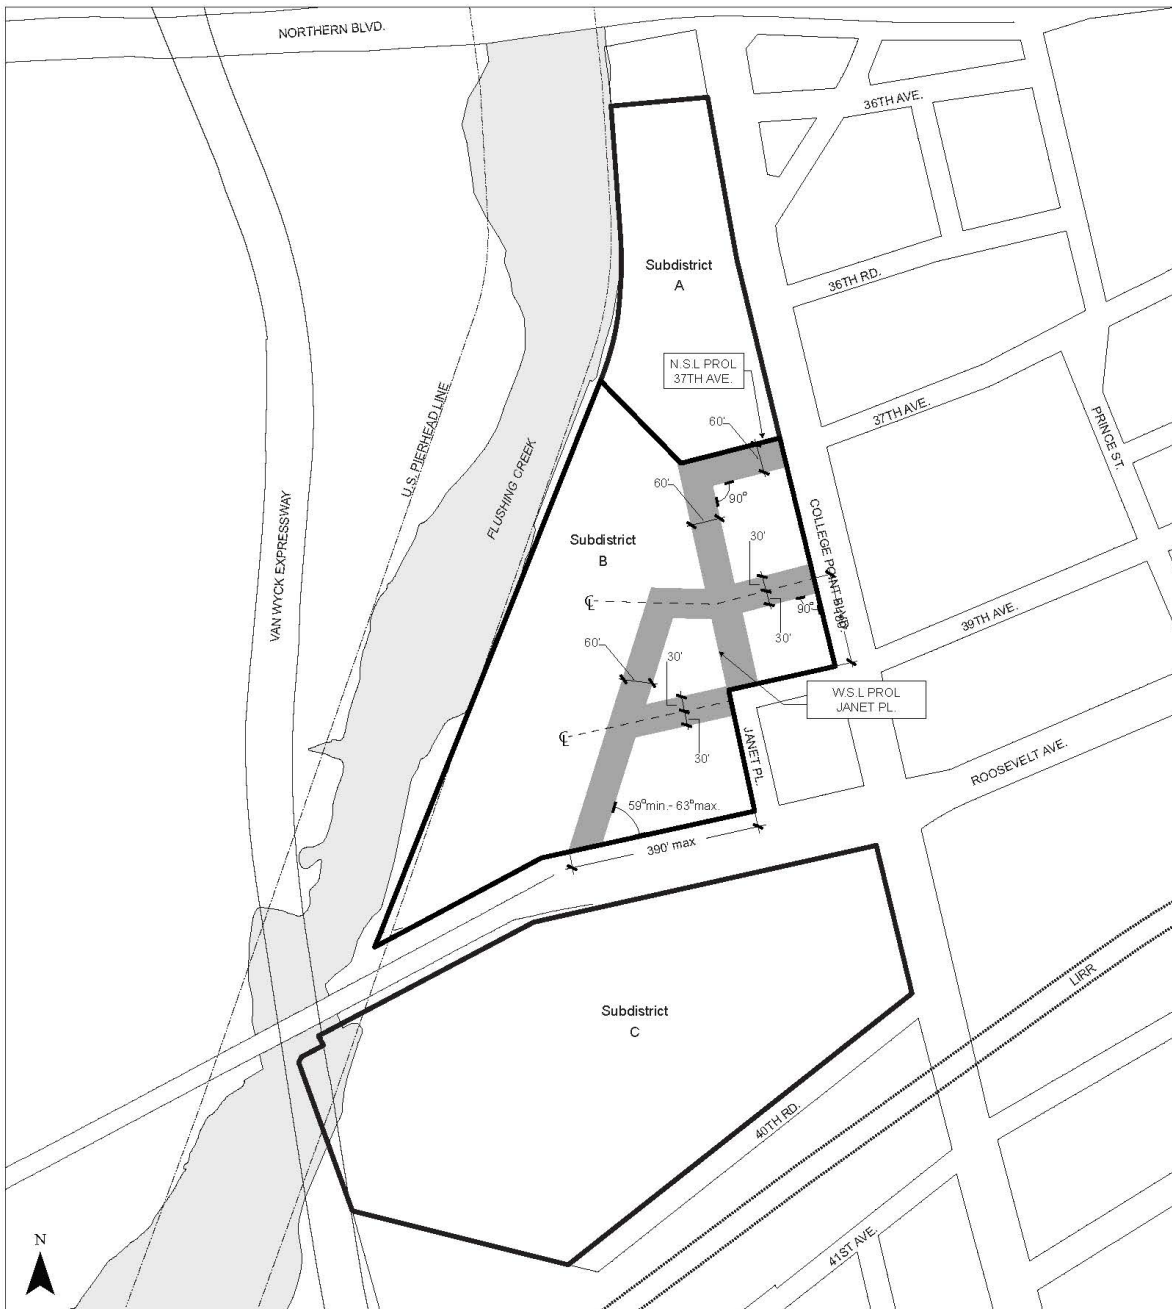 NORTHERN BLVD.
36TH AVE.
Subdistrict
A
36TH RD.
N.S.L PROL
37TH AVE.
U.S. PIERHEAD LINE
37TH AVE.
60'
PRINCE ST.
FLUSHING CREEK
60'
90°
VAN WYCK EXPRESSWAY
COLLEGE POINT BLVD.
Subdistrict
B
30'
℄
90°
39TH AVE.
30'
60'
30'
W.S.L PROL
JANET PL.
℄
JANET PL.
30'
ROOSEVELT AVE.
59°min.- 63°max.
390' max
LIRR
Subdistrict
C
40TH RD.
41ST AVE.
N